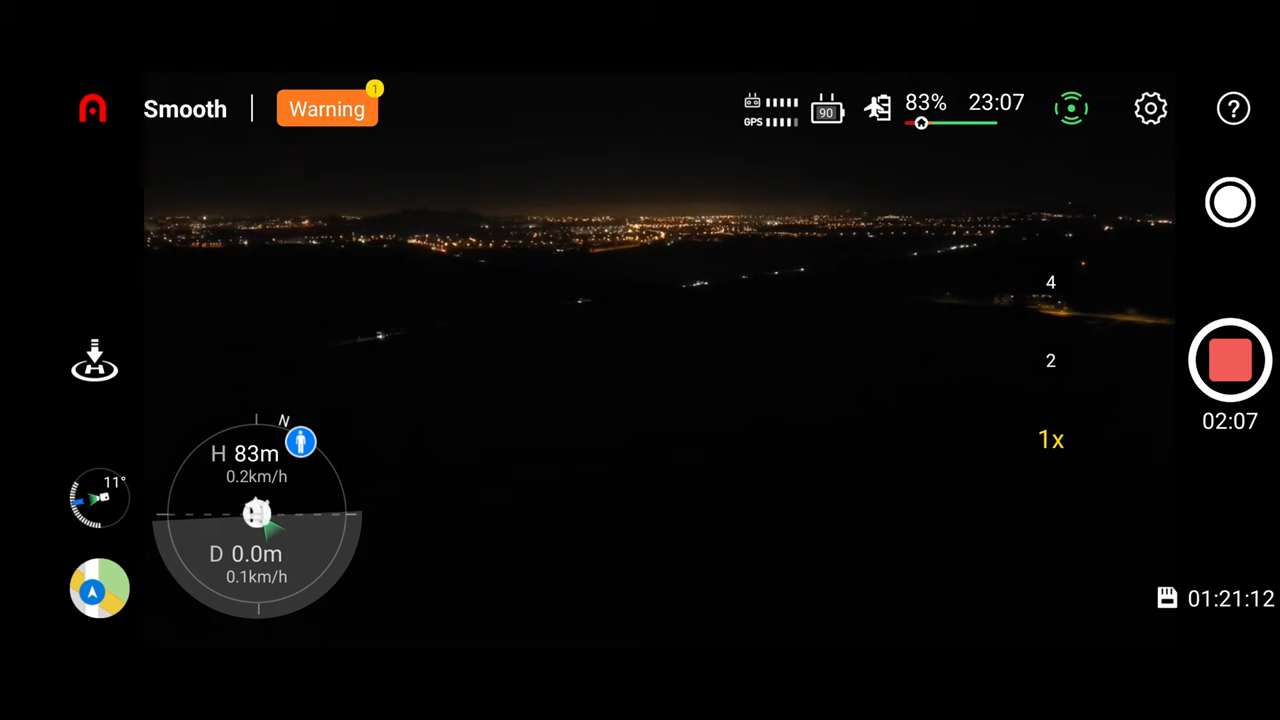 Smooth
Warning
1
GPS
90
83%
23:07
?
4
2
1x
02:07
N
H 83m
0.2km/h
11°
D 0.0m
0.1km/h
01:21:12